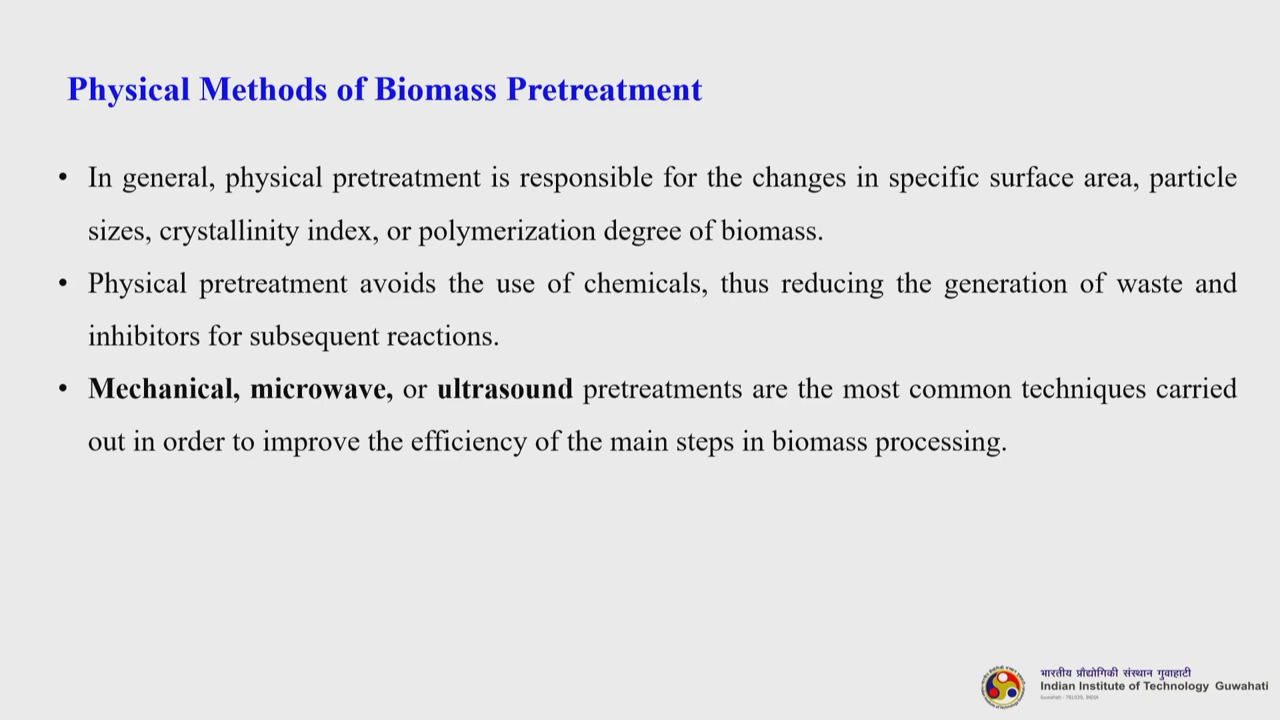 Physical Methods of Biomass Pretreatment
• In general, physical pretreatment is responsible for the changes in specific surface area, particle
sizes, crystallinity index, or polymerization degree of biomass.
• Physical pretreatment avoids the use of chemicals, thus reducing the generation of waste and
inhibitors for subsequent reactions.
• Mechanical, microwave, or ultrasound pretreatments are the most common techniques carried
out in order to improve the efficiency of the main steps in biomass processing.
भारतीय प्रौद्योगिकी संस्थान गुवाहाटी
Indian Institute of Technology Guwahati
Guwahati - 781039, INDIA